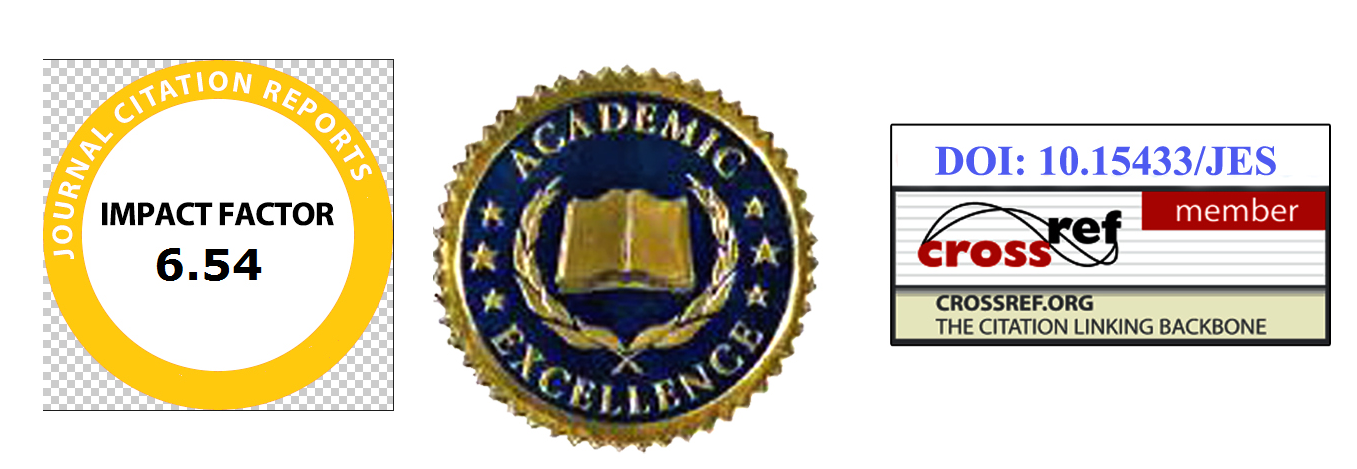 JOURNAL CITATION REPORTS
IMPACT FACTOR
6.54
ACADEMIC
EXCELLENCE
DOI: 10.15433/JES
crossref
member
CROSSREF.ORG
THE CITATION LINKING BACKBONE